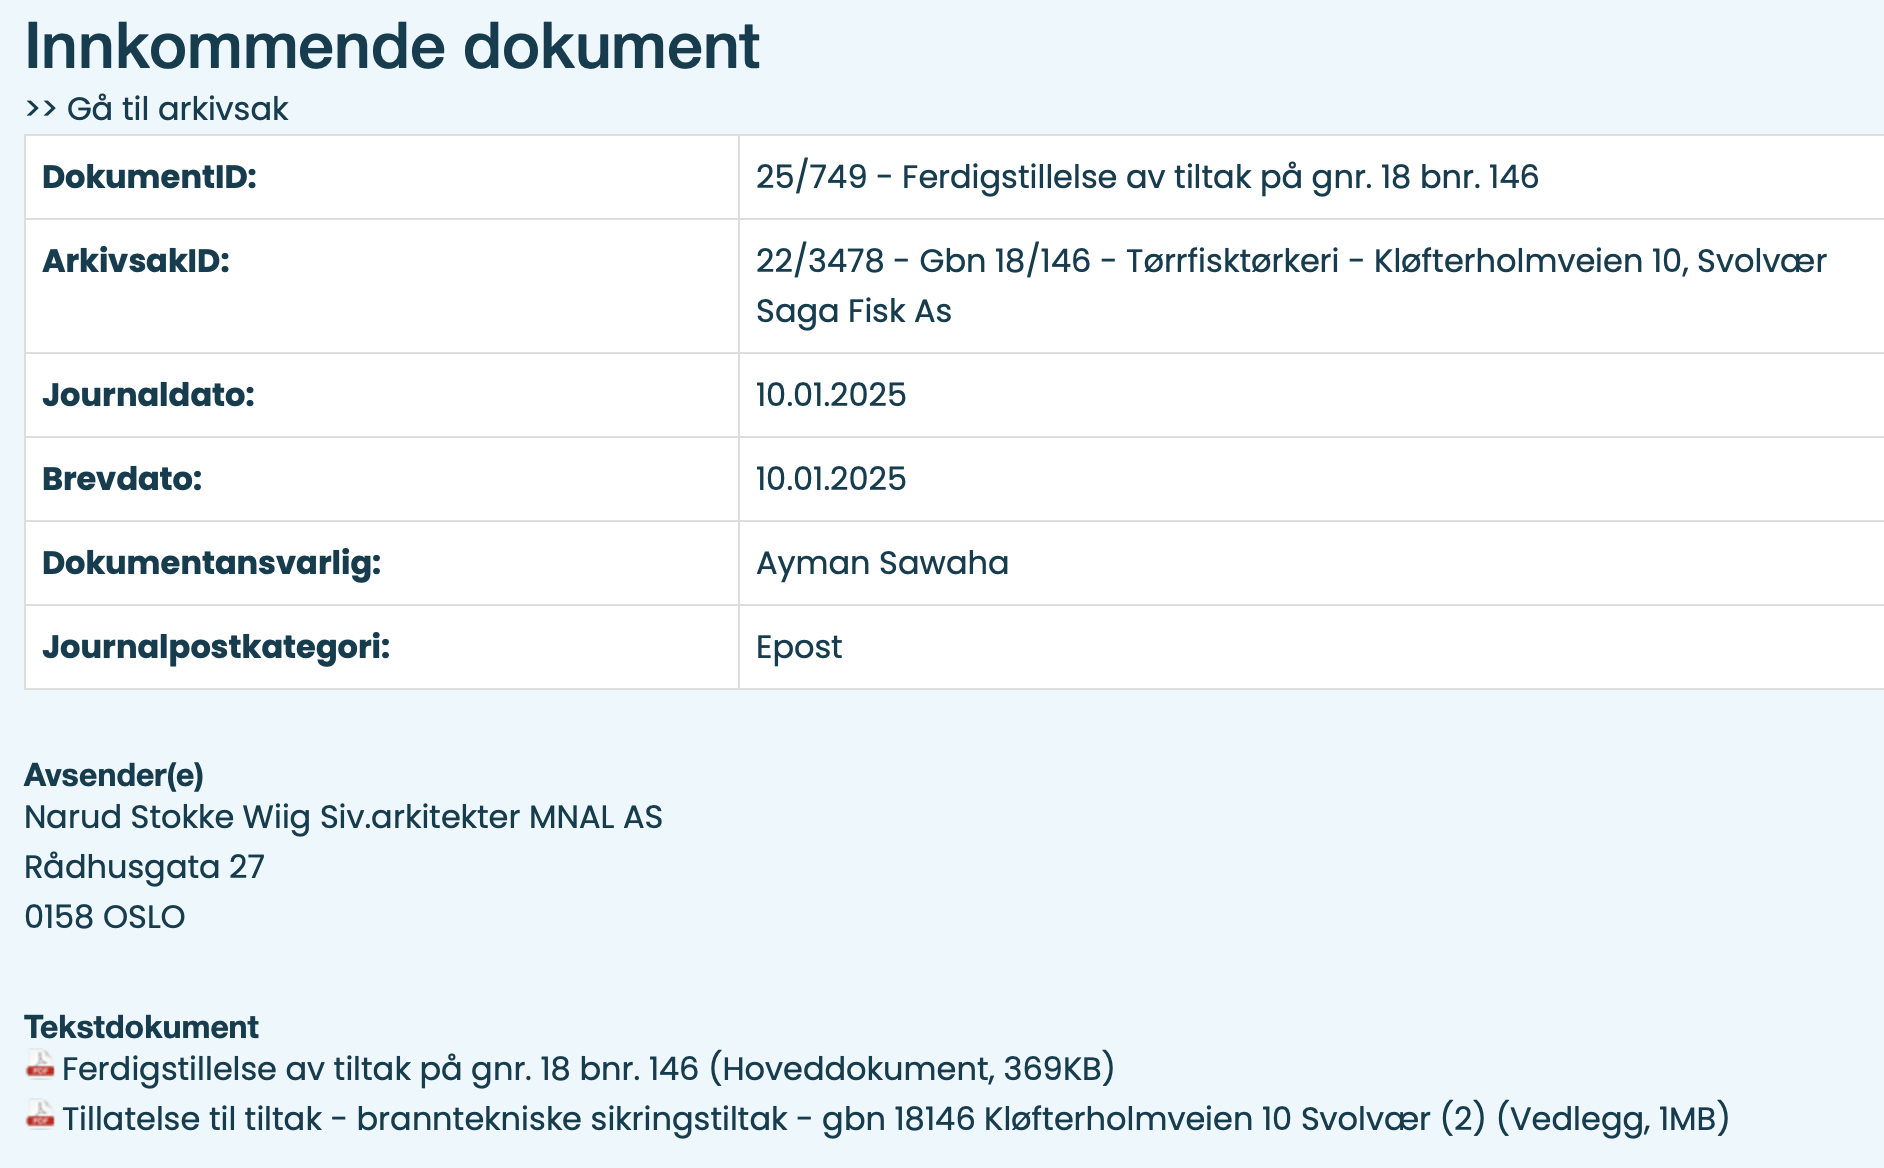 Innkommende dokument
>> Gå til arkivsak
DokumentID: 25/749 - Ferdigstillelse av tiltak på gnr. 18 bnr. 146
ArkivsakID: 22/3478 - Gbn 18/146 - Tørrfisktørkeri - Kløfterholmveien 10, Svolvær
Saga Fisk As
Journaldato: 10.01.2025
Brevdato: 10.01.2025
Dokumentansvarlig: Ayman Sawaha
Journalpostkategori: Epost
Avsender(e)
Narud Stokke Wiig Siv.arkitekter MNAL AS
Rådhusgata 27
0158 OSLO
Tekstdokument
Ferdigstillelse av tiltak på gnr. 18 bnr. 146 (Hoveddokument, 369KB)
Tillatelse til tiltak - branntekniske sikringstiltak - gbn 18146 Kløfterholmveien 10 Svolvær (2) (Vedlegg, 1MB)